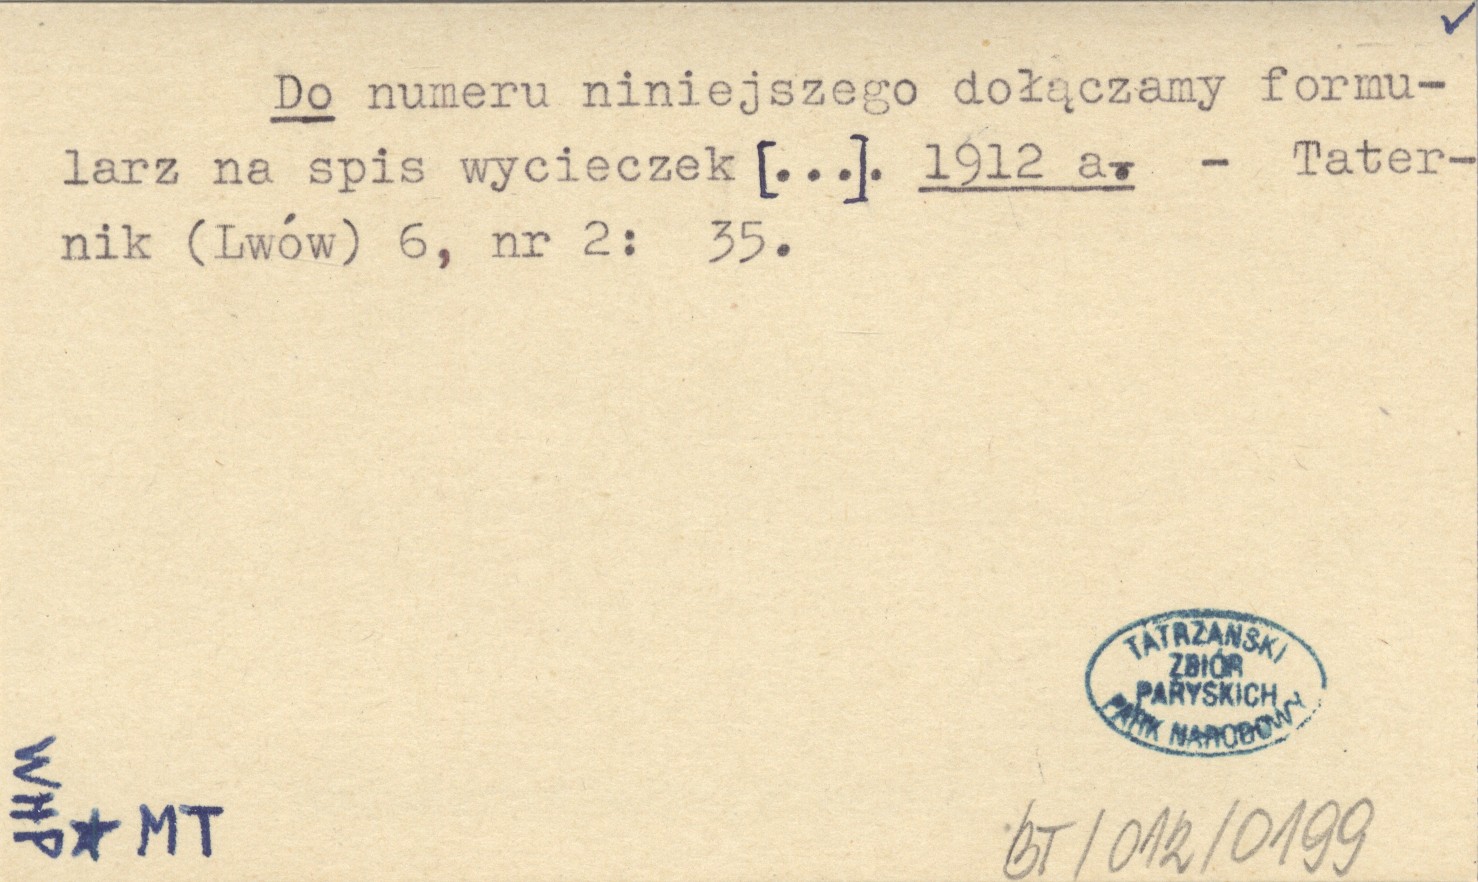 ✓
Do numeru niniejszego dołączamy formu-
larz na spis wycieczek [...]. 1912 a. - Tater-
nik (Lwów) 6, nr 2: 35.
TATRZAŃSKI
ZBIÓR
PARYSKICH
PARK NARODOWY
WHP
★ MT
BT/012/0199